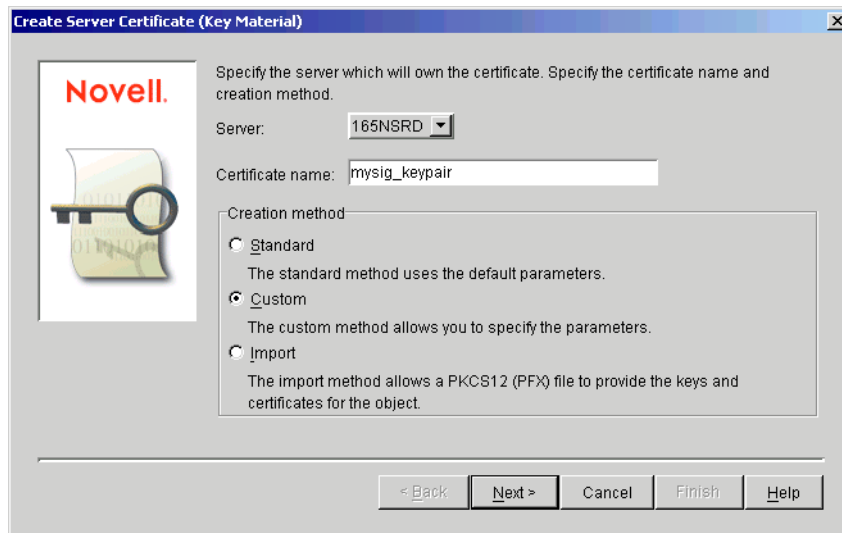 Create Server Certificate (Key Material)
Novell.
Specify the server which will own the certificate. Specify the certificate name and
creation method.
Server: 165NSRD
Certificate name: mysig_keypair
Creation method
Standard
The standard method uses the default parameters.
Custom
The custom method allows you to specify the parameters.
Import
The import method allows a PKCS12 (PFX) file to provide the keys and
certificates for the object.
< Back Next > Cancel Finish Help